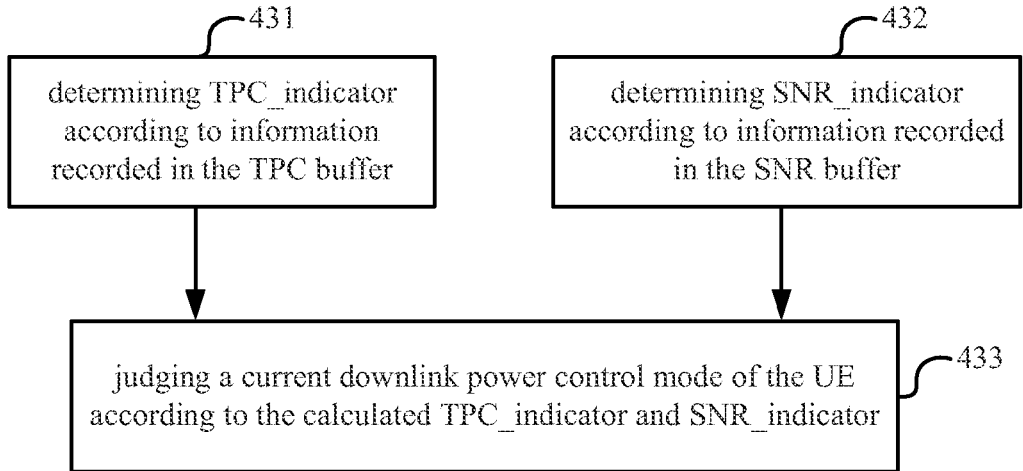 431
determining TPC_indicator
according to information
recorded in the TPC buffer
432
determining SNR_indicator
according to information recorded
in the SNR buffer
433
judging a current downlink power control mode of the UE
according to the calculated TPC_indicator and SNR_indicator